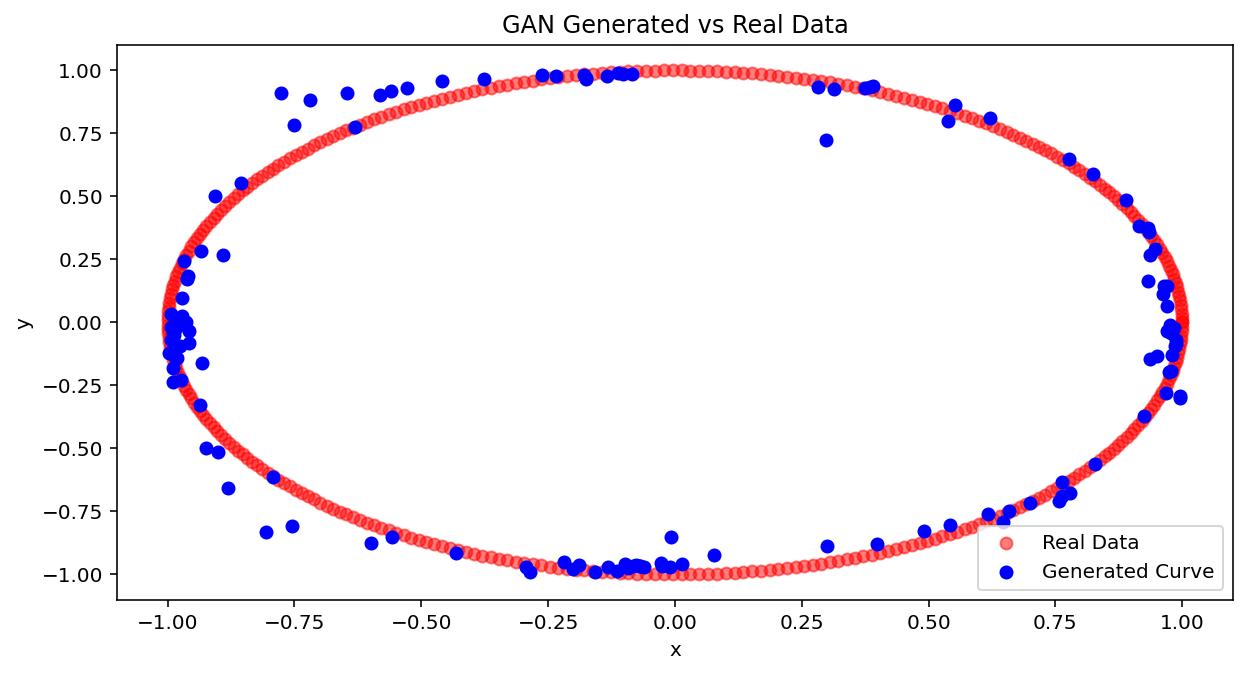 GAN Generated vs Real Data
1.00
0.75
0.50
0.25
0.00
−0.25
−0.50
−0.75
−1.00
y
Real Data
Generated Curve
−1.00 −0.75 −0.50 −0.25 0.00 0.25 0.50 0.75 1.00
x